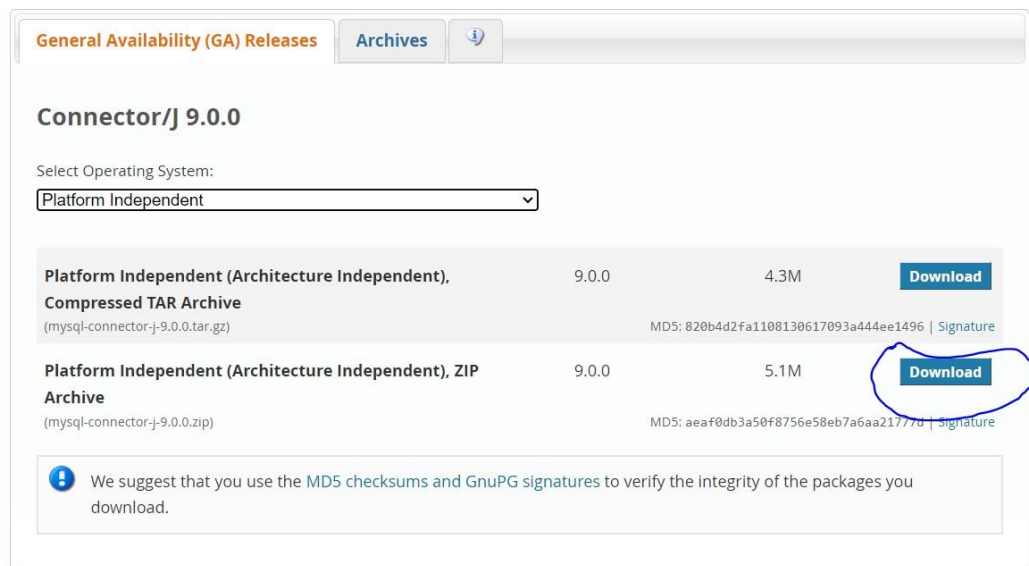 General Availability (GA) Releases
Archives
Connector/J 9.0.0
Select Operating System:
Platform Independent
Platform Independent (Architecture Independent), 9.0.0 4.3M Download
Compressed TAR Archive
(mysql-connector-j-9.0.0.tar.gz) MD5: 820b4d2fa1108130617093a444ee1496 | Signature
Platform Independent (Architecture Independent), ZIP 9.0.0 5.1M Download
Archive
(mysql-connector-j-9.0.0.zip) MD5: aeaf0db3a50f8756e58eb7a6aa21777d | Signature
We suggest that you use the MD5 checksums and GnuPG signatures to verify the integrity of the packages you
download.